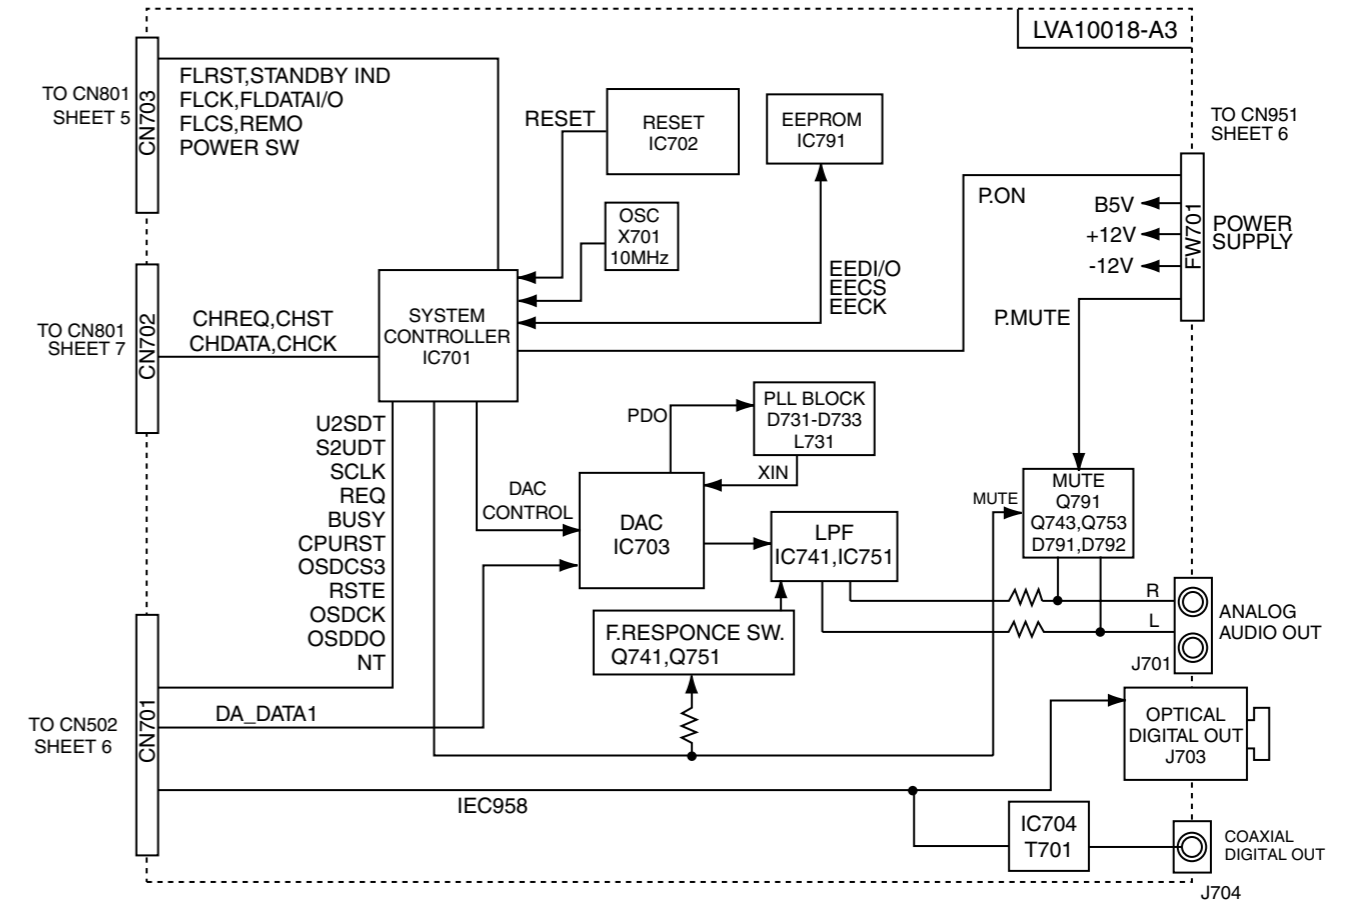 LVA10018-A3
TO CN801
SHEET 5
CN703
FLRST,STANDBY IND
FLCK,FLDATAI/O
FLCS,REMO
POWER SW
RESET
RESET
IC702
EEPROM
IC791
TO CN951
SHEET 6
P.ON
B5V
+12V
-12V
FW701
POWER
SUPPLY
OSC
X701
10MHz
EEDI/O
EECS
EECK
TO CN801
SHEET 7
CN702
CHREQ,CHST
CHDATA,CHCK
SYSTEM
CONTROLLER
IC701
P.MUTE
U2SDT
S2UDT
SCLK
REQ
BUSY
CPURST
OSDCS3
RSTE
OSDCK
OSDDO
NT
PDO
PLL BLOCK
D731-D733
L731
XIN
DAC
CONTROL
DAC
IC703
LPF
IC741,IC751
MUTE
MUTE
Q791
Q743,Q753
D791,D792
F.RESPONCE SW.
Q741,Q751
R
L
J701
ANALOG
AUDIO OUT
TO CN502
SHEET 6
CN701
DA_DATA1
OPTICAL
DIGITAL OUT
J703
IEC958
IC704
T701
COAXIAL
DIGITAL OUT
J704